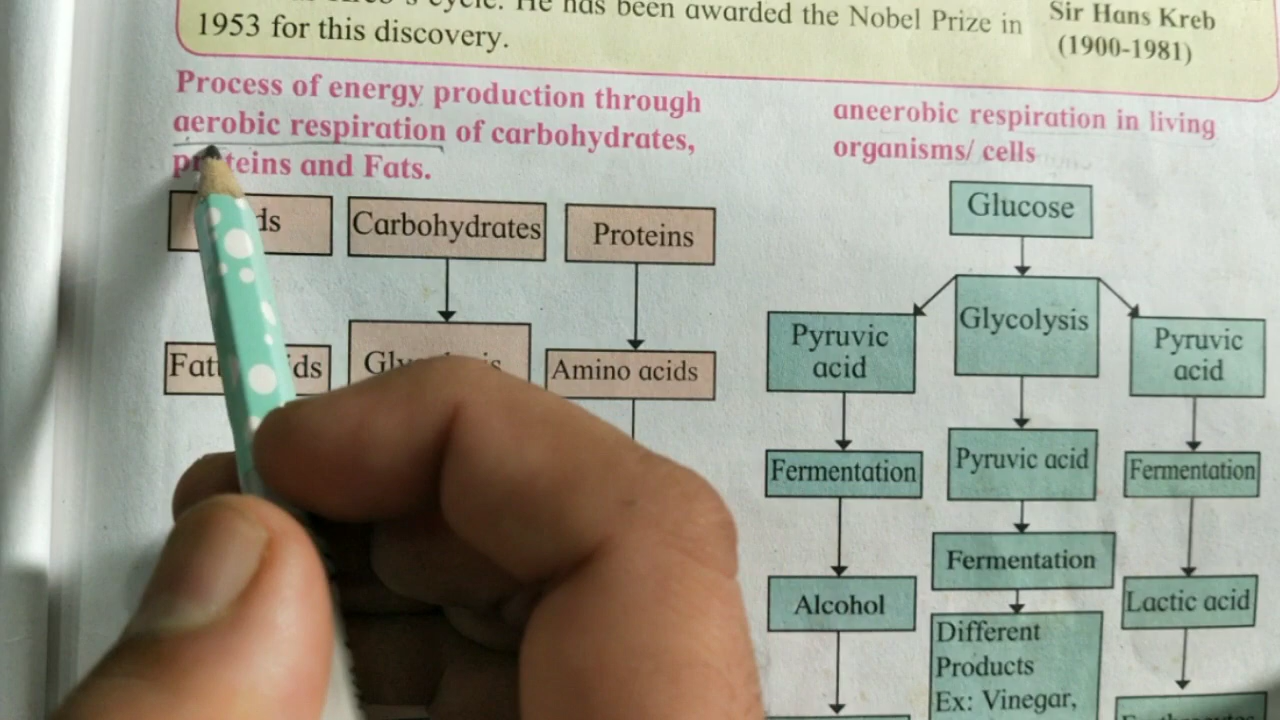 cycle. He has been awarded the Nobel Prize in
1953 for this discovery.
Sir Hans Kreb
(1900-1981)
Process of energy production through
aerobic respiration of carbohydrates,
and Fats.
Carbohydrates
Proteins
Amino acids
aneerobic respiration in living
organisms/ cells
Glucose
Glycolysis
Pyruvic
acid
Pyruvic
acid
Fermentation
Pyruvic acid
Fermentation
Fermentation
Alcohol
Lactic acid
Different
Products
Ex: Vinegar,